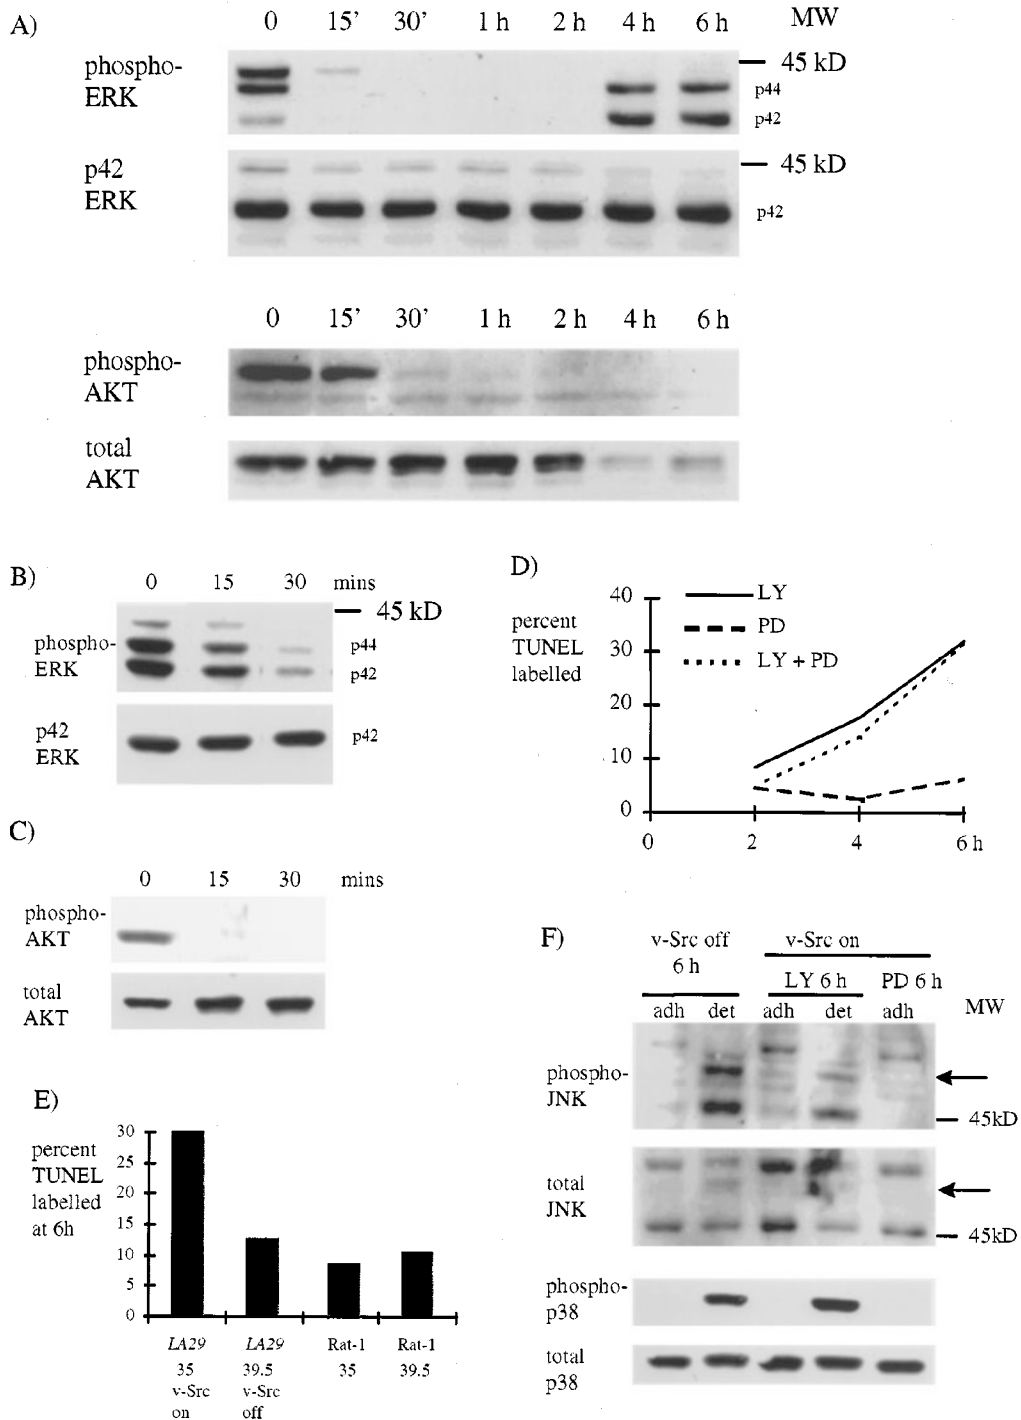 A)
0 15' 30' 1 h 2 h 4 h 6 h MW
phospho-
ERK
45 kD
p44
p42
p42
ERK
45 kD
p42
0 15' 30' 1 h 2 h 4 h 6 h
phospho-
AKT
total
AKT
B)
0 15 30 mins
45 kD
phospho-
ERK
p44
p42
p42
ERK
p42
C)
0 15 30 mins
phospho-
AKT
total
AKT
D)
percent
TUNEL
labelled
40
30
20
10
0
LY
PD
LY + PD
0 2 4 6 h
E)
percent
TUNEL
labelled
at 6h
30
25
20
15
10
5
0
LA29 LA29 Rat-1 Rat-1
35 39.5 35 39.5
v-Src v-Src
on off
F)
v-Src off v-Src on
6 h
LY 6 h PD 6 h
adh det adh det adh MW
phospho-
JNK
45kD
total
JNK
45kD
phospho-
p38
total
p38